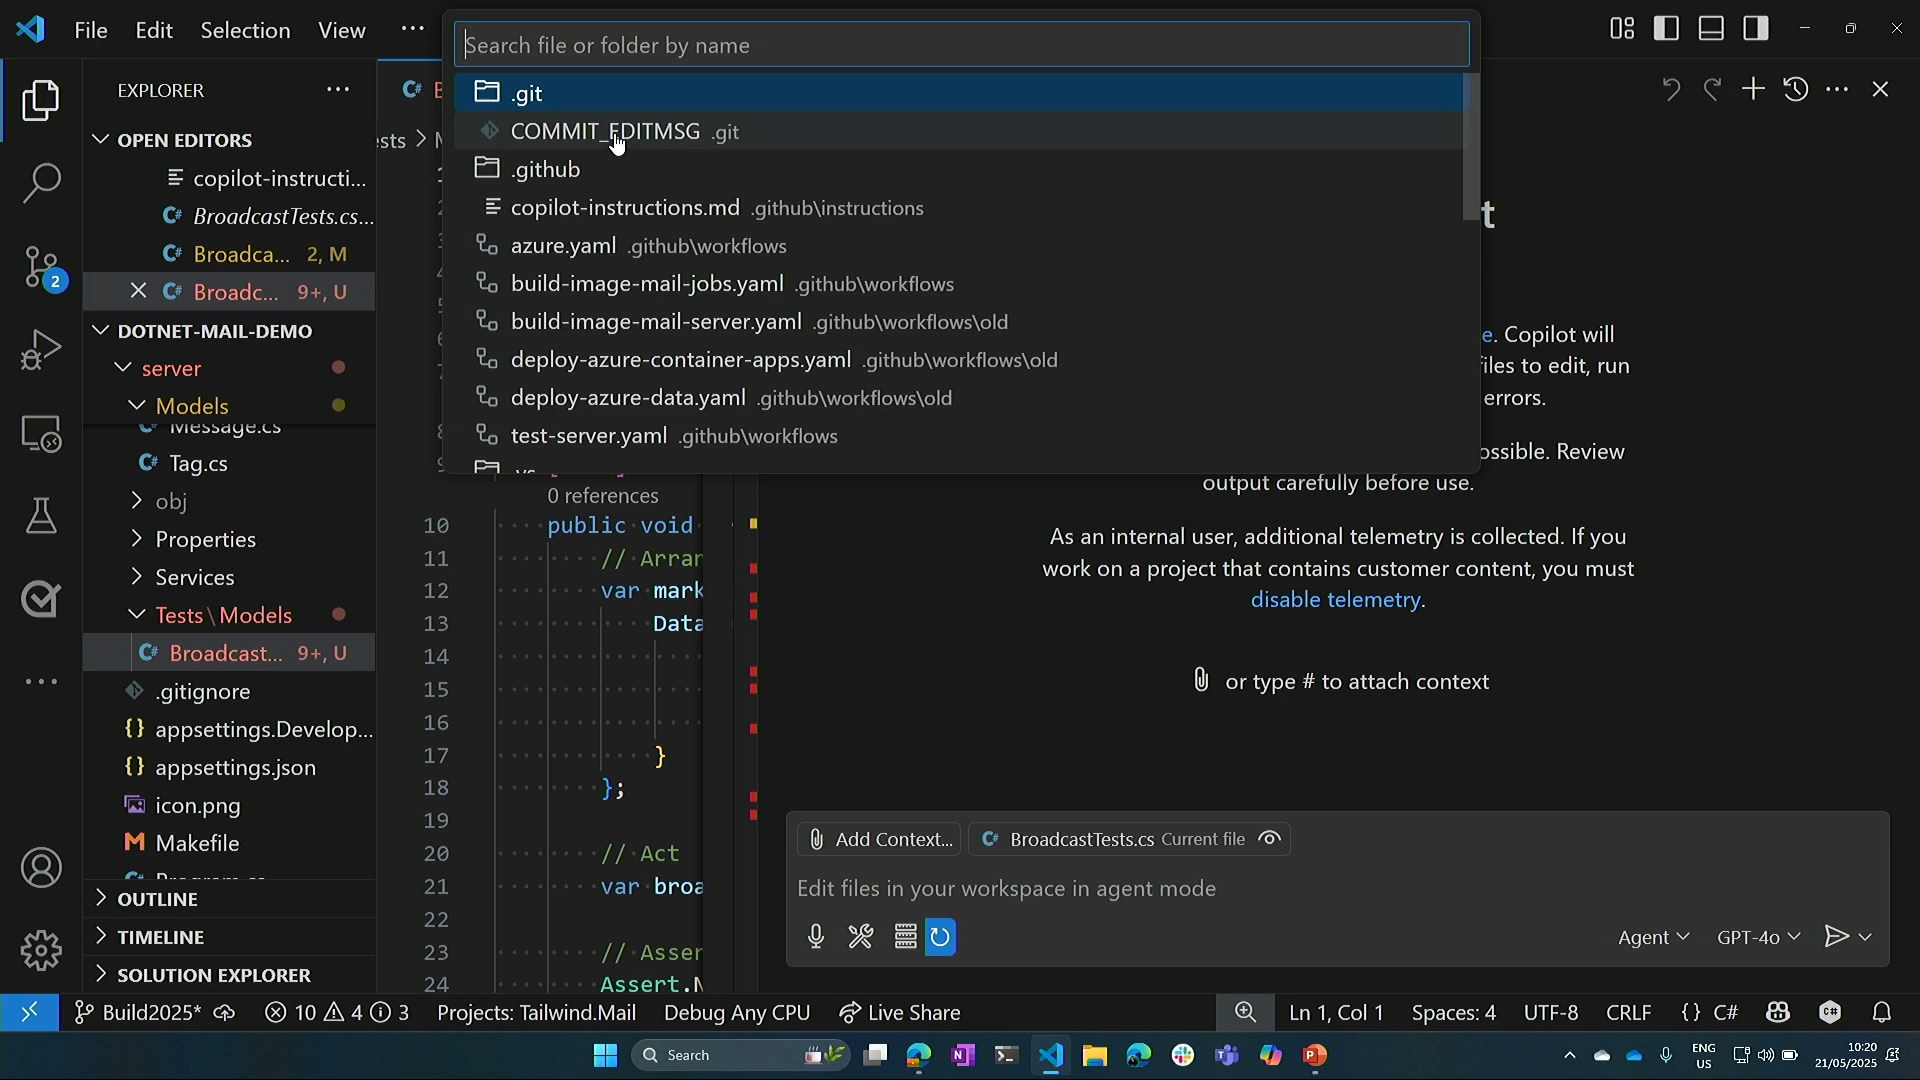 File Edit Selection View ···
Search file or folder by name
.git
COMMIT_EDITMSG .git
.github
copilot-instructions.md .github\instructions
azure.yaml .github\workflows
build-image-mail-jobs.yaml .github\workflows
build-image-mail-server.yaml .github\workflows\old
deploy-azure-container-apps.yaml .github\workflows\old
deploy-azure-data.yaml .github\workflows\old
test-server.yaml .github\workflows
EXPLORER ···
OPEN EDITORS
copilot-instructi...
BroadcastTests.cs...
Broadca... 2, M
Broadc... 9+, U
2
DOTNET-MAIL-DEMO
server
Models
Message.cs
Tag.cs
obj
Properties
Services
Tests\Models
Broadcast... 9+, U
.gitignore
appsettings.Develop...
appsettings.json
icon.png
Makefile
OUTLINE
TIMELINE
SOLUTION EXPLORER
ests >
0 references
10 public void
11 // Arran
12 var mark
13 Data
14
15
16
17 }
18 };
19
20 // Act
21 var broa
22
23 // Asser
24 Assert.N
t
e. Copilot will
iles to edit, run
errors.
ossible. Review
output carefully before use.
As an internal user, additional telemetry is collected. If you
work on a project that contains customer content, you must
disable telemetry.
or type # to attach context
Add Context... C# BroadcastTests.cs Current file
Edit files in your workspace in agent mode
Agent GPT-4o
Build2025* 10 4 3 Projects: Tailwind.Mail Debug Any CPU Live Share Ln 1, Col 1 Spaces: 4 UTF-8 CRLF {} C#
Search
ENG
US
10:20
21/05/2025